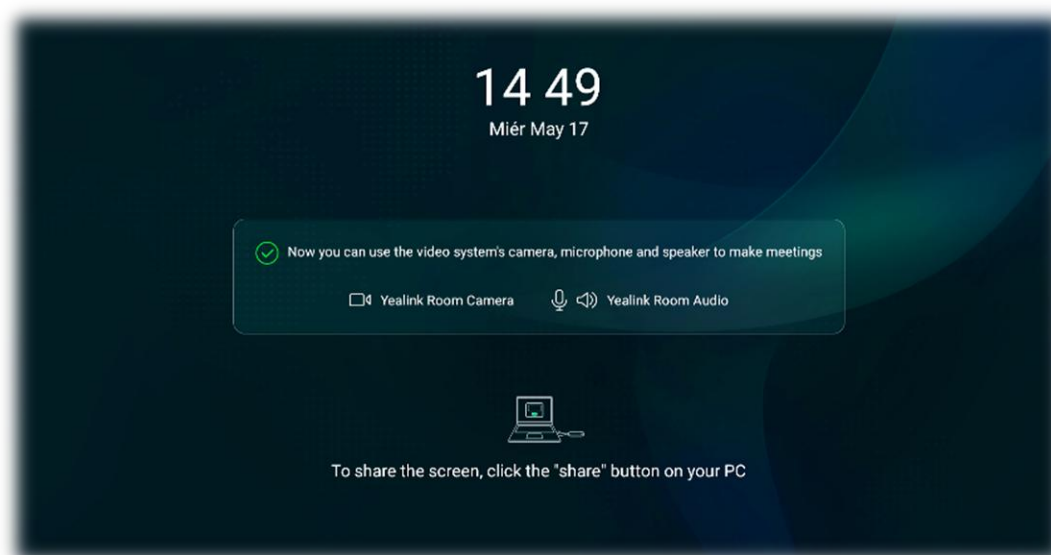 14 49
Miér May 17
Now you can use the video system's camera, microphone and speaker to make meetings
Yealink Room Camera Yealink Room Audio
To share the screen, click the "share" button on your PC